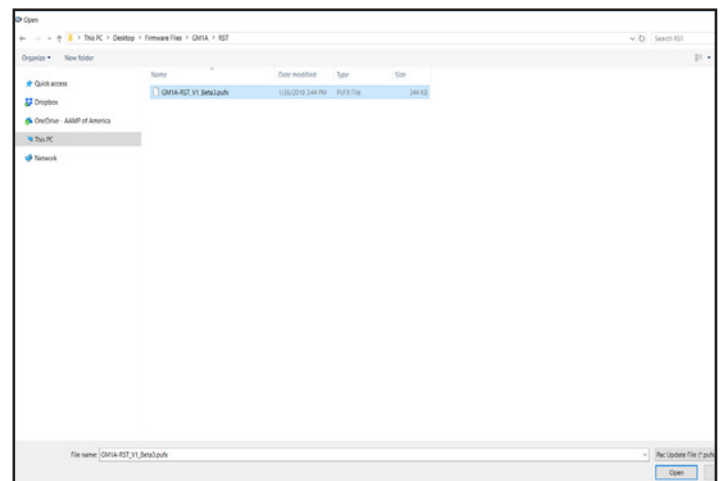 Open
This PC > Desktop > Firmware Files > GM1A > RST
Search RST
Organize
New folder
Name Date modified Type Size
Quick access
GM1A-RST_V1_Beta3.pufx 1/26/2018 3:44 PM PUFX File 244 KB
Dropbox
OneDrive - AAMP of America
This PC
Network
File name: GM1A-RST_V1_Beta3.pufx
Pac Update File (*.pufx
Open